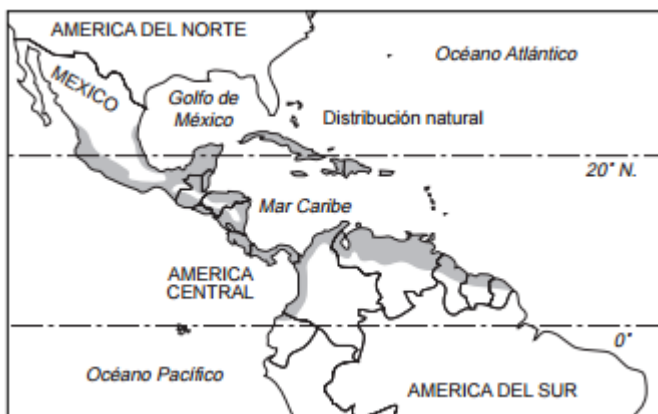 AMERICA DEL NORTE
Océano Atlántico
MEXICO
Golfo de
México
Distribución natural
20° N.
Mar Caribe
AMERICA
CENTRAL
0°
Océano Pacífico
AMERICA DEL SUR